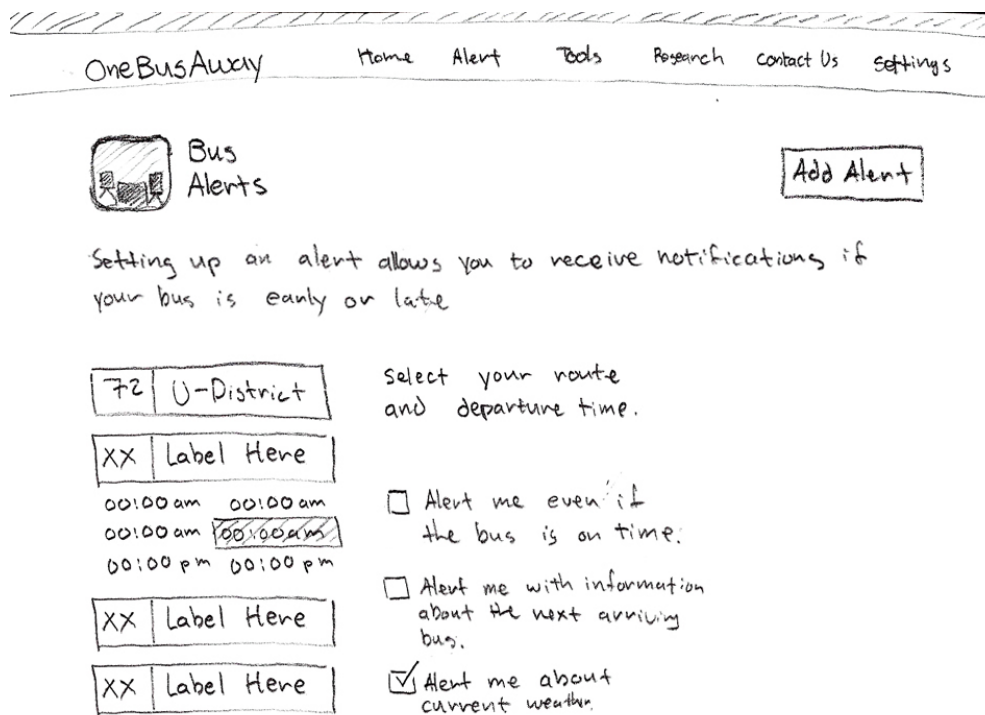 OneBusAway Home Alert Tools Research Contact Us Settings
Bus
Alerts
Add Alert
Setting up an alert allows you to receive notifications if
your bus is early or late
72 U-District
XX Label Here
00:00 am 00:00 am
00:00 am 00:00 am
00:00 pm 00:00 pm
XX Label Here
XX Label Here
Select your route
and departure time.
Alert me even if
the bus is on time.
Alert me with information
about the next arriving
bus.
Alert me about
current weather.